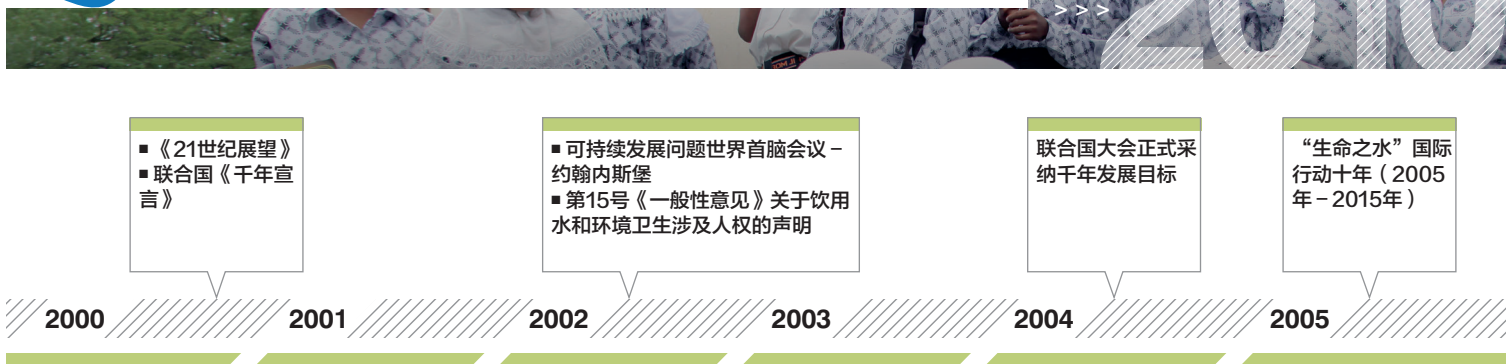 > > >
2010
■ 《21世纪展望》
■ 联合国《千年宣
言》
■ 可持续发展问题世界首脑会议－
约翰内斯堡
■ 第15号《一般性意见》关于饮用
水和环境卫生涉及人权的声明
联合国大会正式采
纳千年发展目标
“生命之水”国际
行动十年（2005
年－2015年）
2000
2001
2002
2003
2004
2005